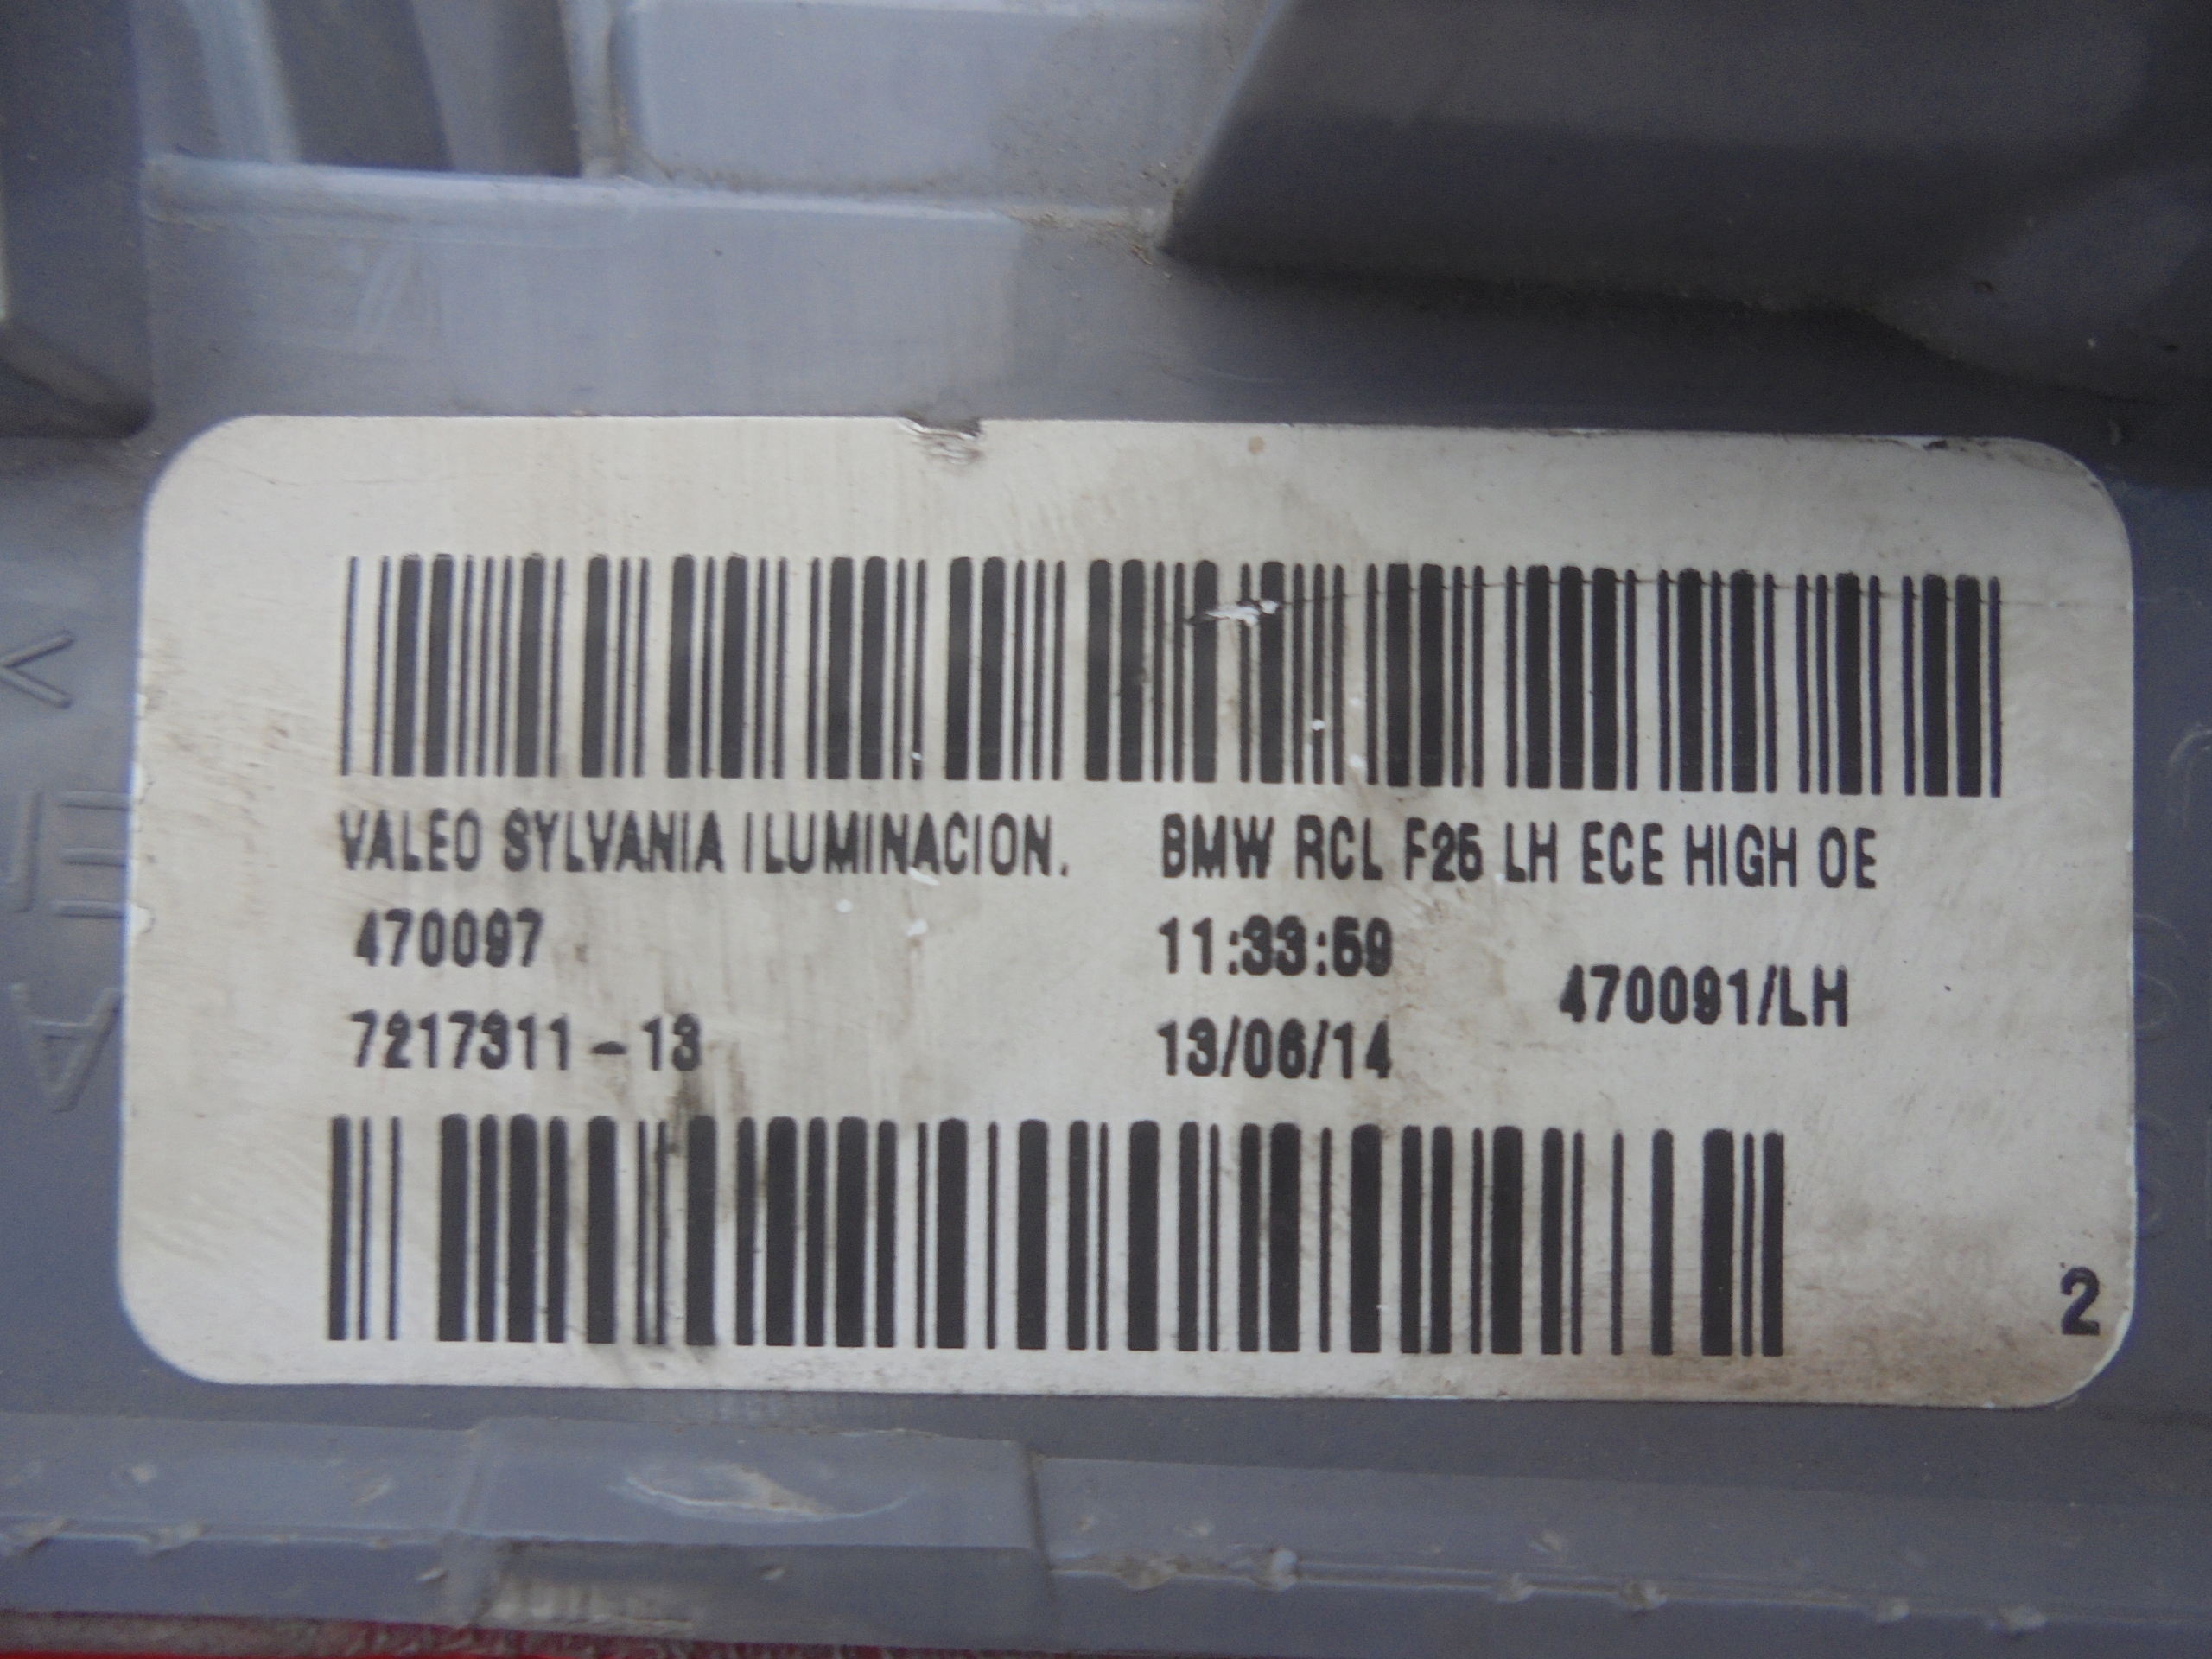 VALEO SYLVANIA ILUMINACION. BMW RCL F25 LH ECE HIGH OE
470097 11:33:59
470091/LH
7217311-13 13/06/14
2